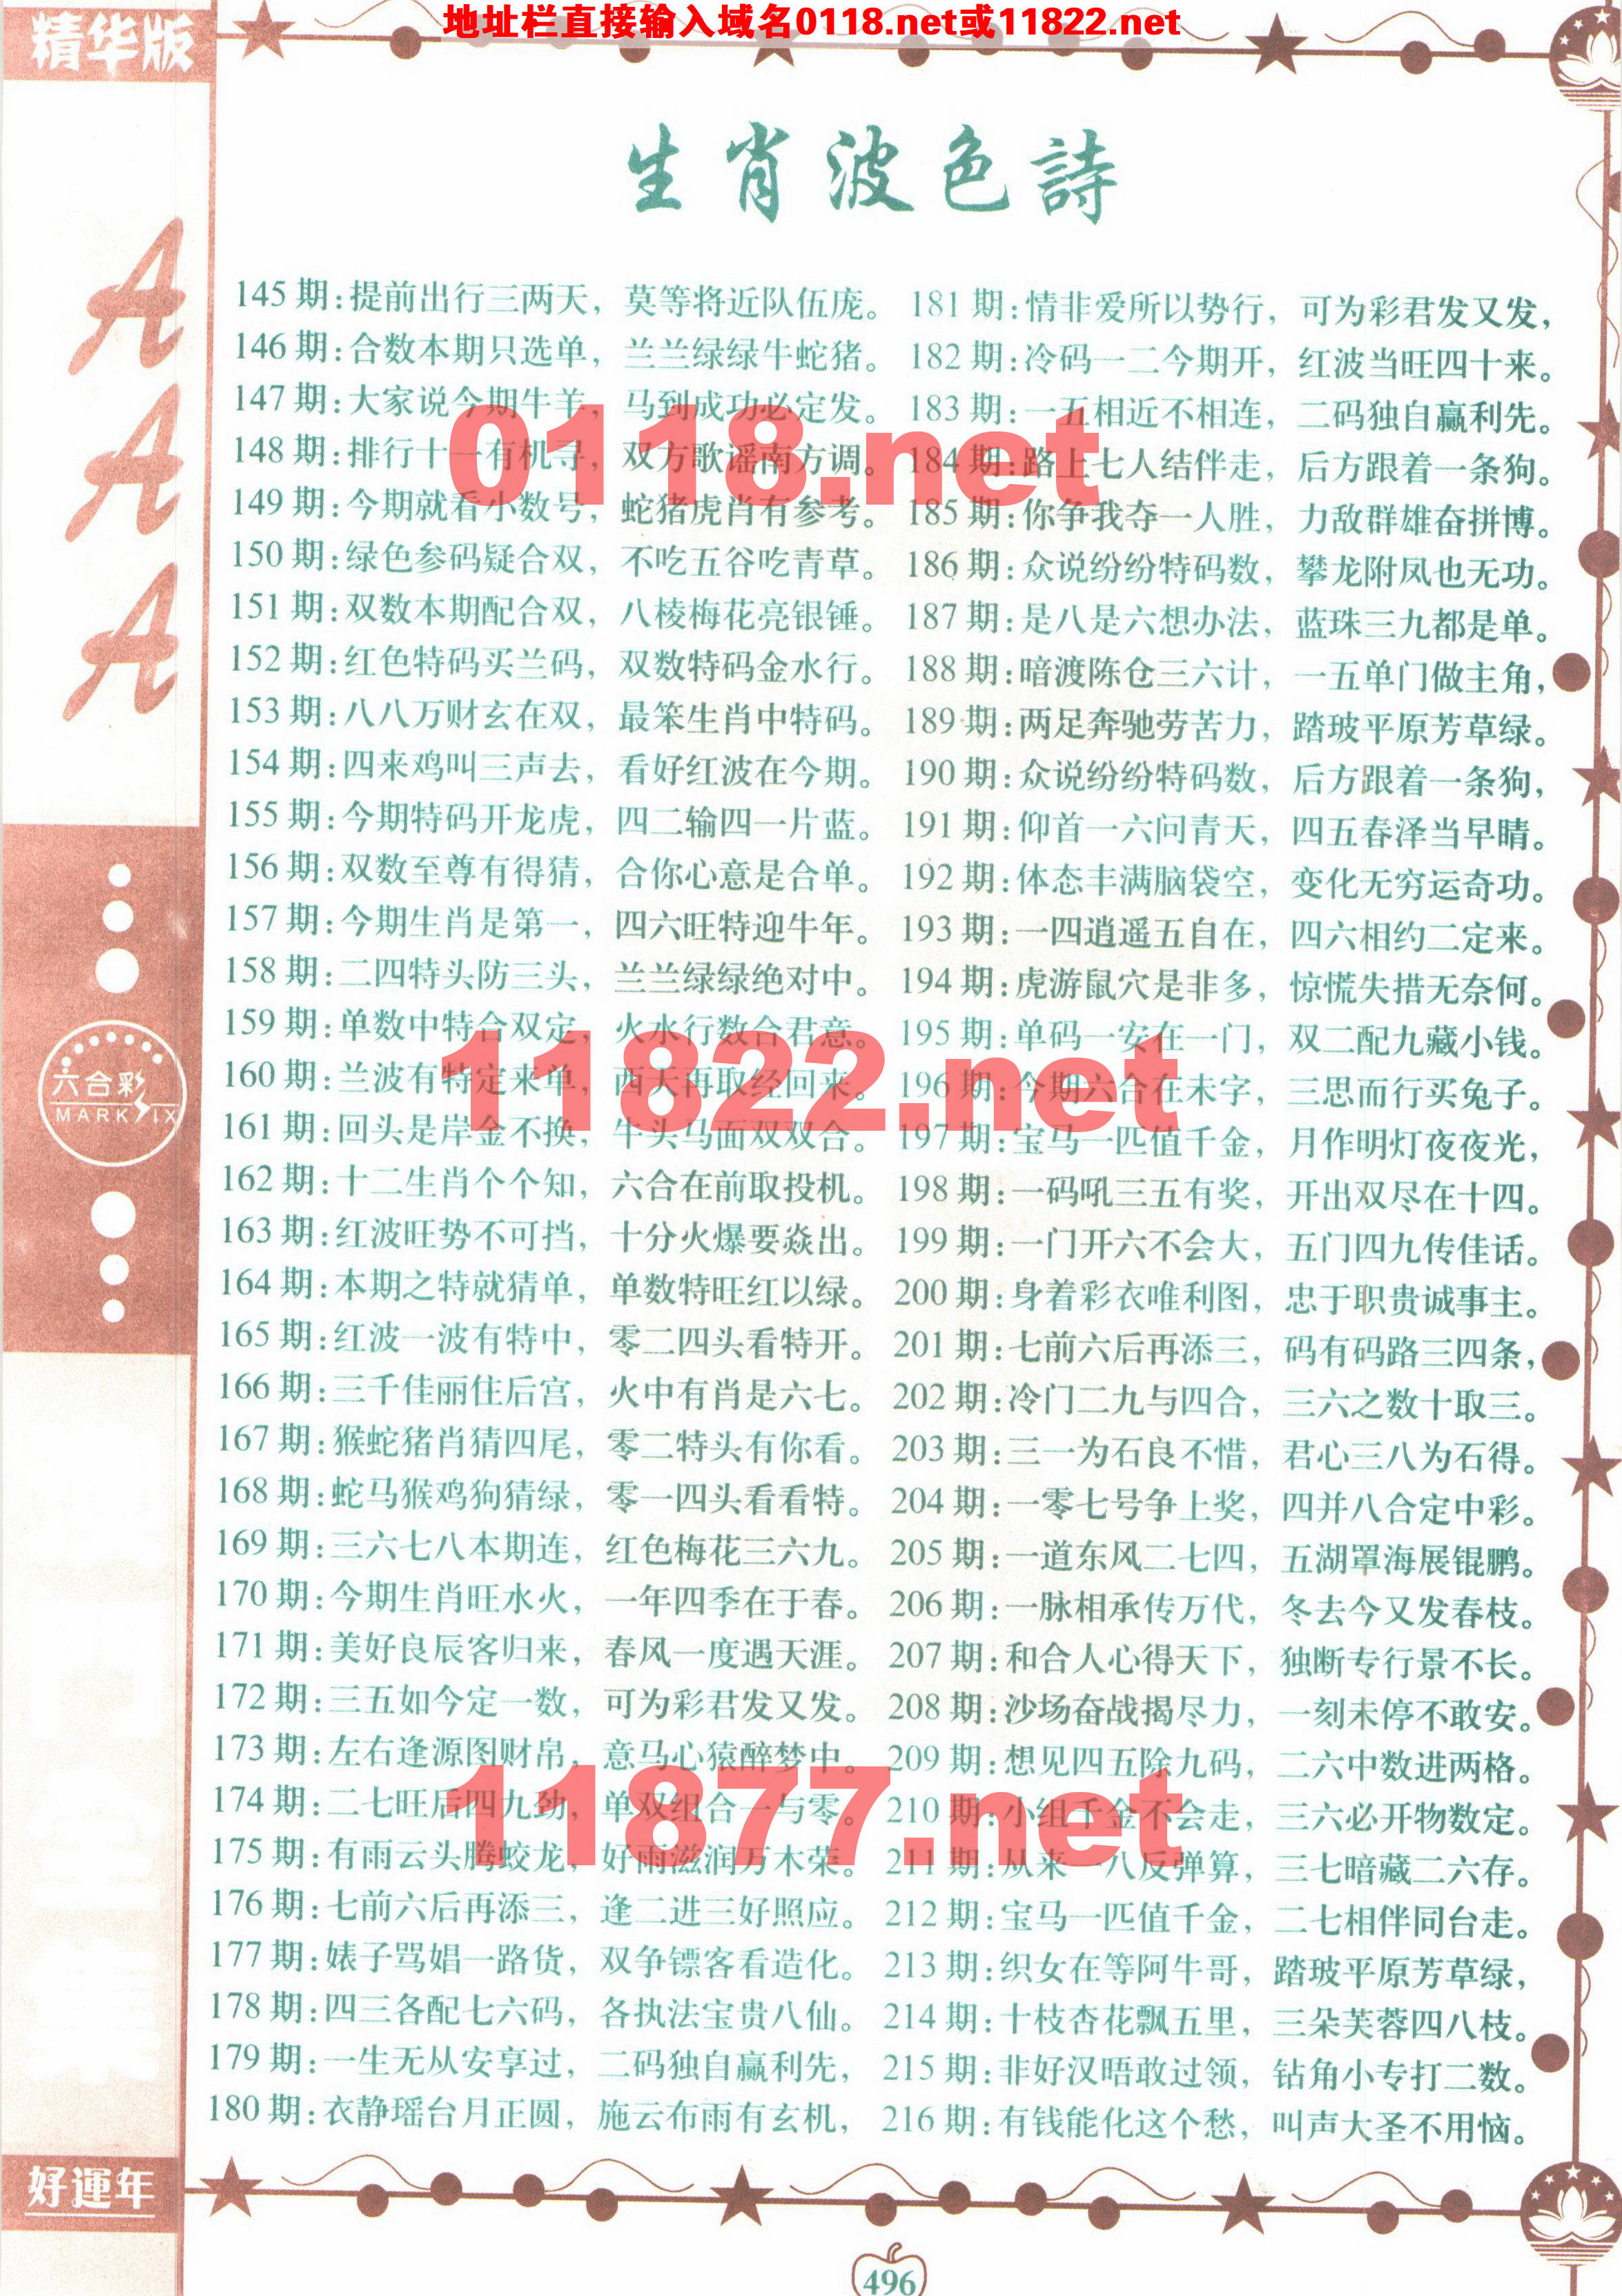 地址栏直接输入域名0118.net或11822.net
精华版
生肖波色詩
AAA
145期:提前出行三两天,莫等将近队伍庞。
146期:合数本期只选单,兰兰绿绿牛蛇猪。
147期:大家说今期牛羊,马到成功必定发。
148期:排行十一有机寻,双方歌谣南方调。
149期:今期就看小数号,蛇猪虎肖有参考。
150期:绿色参码疑合双,不吃五谷吃青草。
151期:双数本期配合双,八棱梅花亮银锤。
152期:红色特码买兰码,双数特码金水行。
153期:八八万财玄在双,最笨生肖中特码。
154期:四来鸡叫三声去,看好红波在今期。
155期:今期特码开龙虎,四二输四一片蓝。
156期:双数至尊有得猜,合你心意是合单。
157期:今期生肖是第一,四六旺特迎牛年。
158期:二四特头防三头,兰兰绿绿绝对中。
159期:单数中特合双定,火水行数合君意。
160期:兰波有特定来单,西天再取经回来。
161期:回头是岸金不换,牛头马面双双合。
162期:十二生肖个个知,六合在前取投机。
163期:红波旺势不可挡,十分火爆要焱出。
164期:本期之特就猜单,单数特旺红以绿。
165期:红波一波有特中,零二四头看特开。
166期:三千佳丽住后宫,火中有肖是六七。
167期:猴蛇猪肖猜四尾,零二特头有你看。
168期:蛇马猴鸡狗猜绿,零一四头看看特。
169期:三六七八本期连,红色梅花三六九。
170期:今期生肖旺水火,一年四季在于春。
171期:美好良辰客归来,春风一度遇天涯。
172期:三五如今定一数,可为彩君发又发。
173期:左右逢源图财帛,意马心猿醉梦中。
174期:二七旺后四九劲,单双组合一与零。
175期:有雨云头腾蛟龙,好雨滋润万木荣。
176期:七前六后再添三,逢二进三好照应。
177期:婊子骂娼一路货,双争镖客看造化。
178期:四三各配七六码,各执法宝贵八仙。
179期:一生无从安享过,二码独自赢利先,
180期:衣静瑶台月正圆,施云布雨有玄机,
181期:情非爱所以势行,可为彩君发又发,
182期:冷码一二今期开,红波当旺四十来。
183期:一五相近不相连,二码独自赢利先。
184期:路上七人结伴走,后方跟着一条狗。
185期:你争我夺一人胜,力敌群雄奋拼博。
186期:众说纷纷特码数,攀龙附凤也无功。
187期:是八是六想办法,蓝珠三九都是单。
188期:暗渡陈仓三六计,一五单门做主角,
189期:两足奔驰劳苦力,踏玻平原芳草绿。
190期:众说纷纷特码数,后方跟着一条狗,
191期:仰首一六问青天,四五春泽当早晴。
192期:体态丰满脑袋空,变化无穷运奇功。
193期:一四逍遥五自在,四六相约二定来。
194期:虎游鼠穴是非多,惊慌失措无奈何。
195期:单码一安在一门,双二配九藏小钱。
196期:今期六合在未字,三思而行买兔子。
197期:宝马一匹值千金,月作明灯夜夜光,
198期:一码吼三五有奖,开出双尽在十四。
199期:一门开六不会大,五门四九传佳话。
200期:身着彩衣唯利图,忠于职贵诚事主。
201期:七前六后再添三,码有码路三四条,
202期:冷门二九与四合,三六之数十取三。
203期:三一为石良不惜,君心三八为石得。
204期:一零七号争上奖,四并八合定中彩。
205期:一道东风二七四,五湖罩海展锟鹏。
206期:一脉相承传万代,冬去今又发春枝。
207期:和合人心得天下,独断专行景不长。
208期:沙场奋战揭尽力,一刻未停不敢安。
209期:想见四五除九码,二六中数进两格。
210期:小组千金不会走,三六必开物数定。
211期:从来一八反弹算,三七暗藏二六存。
212期:宝马一匹值千金,二七相伴同台走。
213期:织女在等阿牛哥,踏玻平原芳草绿,
214期:十枝杏花飘五里,三朵芙蓉四八枝。
215期:非好汉唔敢过领,钻角小专打二数。
216期:有钱能化这个愁,叫声大圣不用恼。
0118.net
11822.net
11877.net
六合彩
MARK SIX
好運年
496